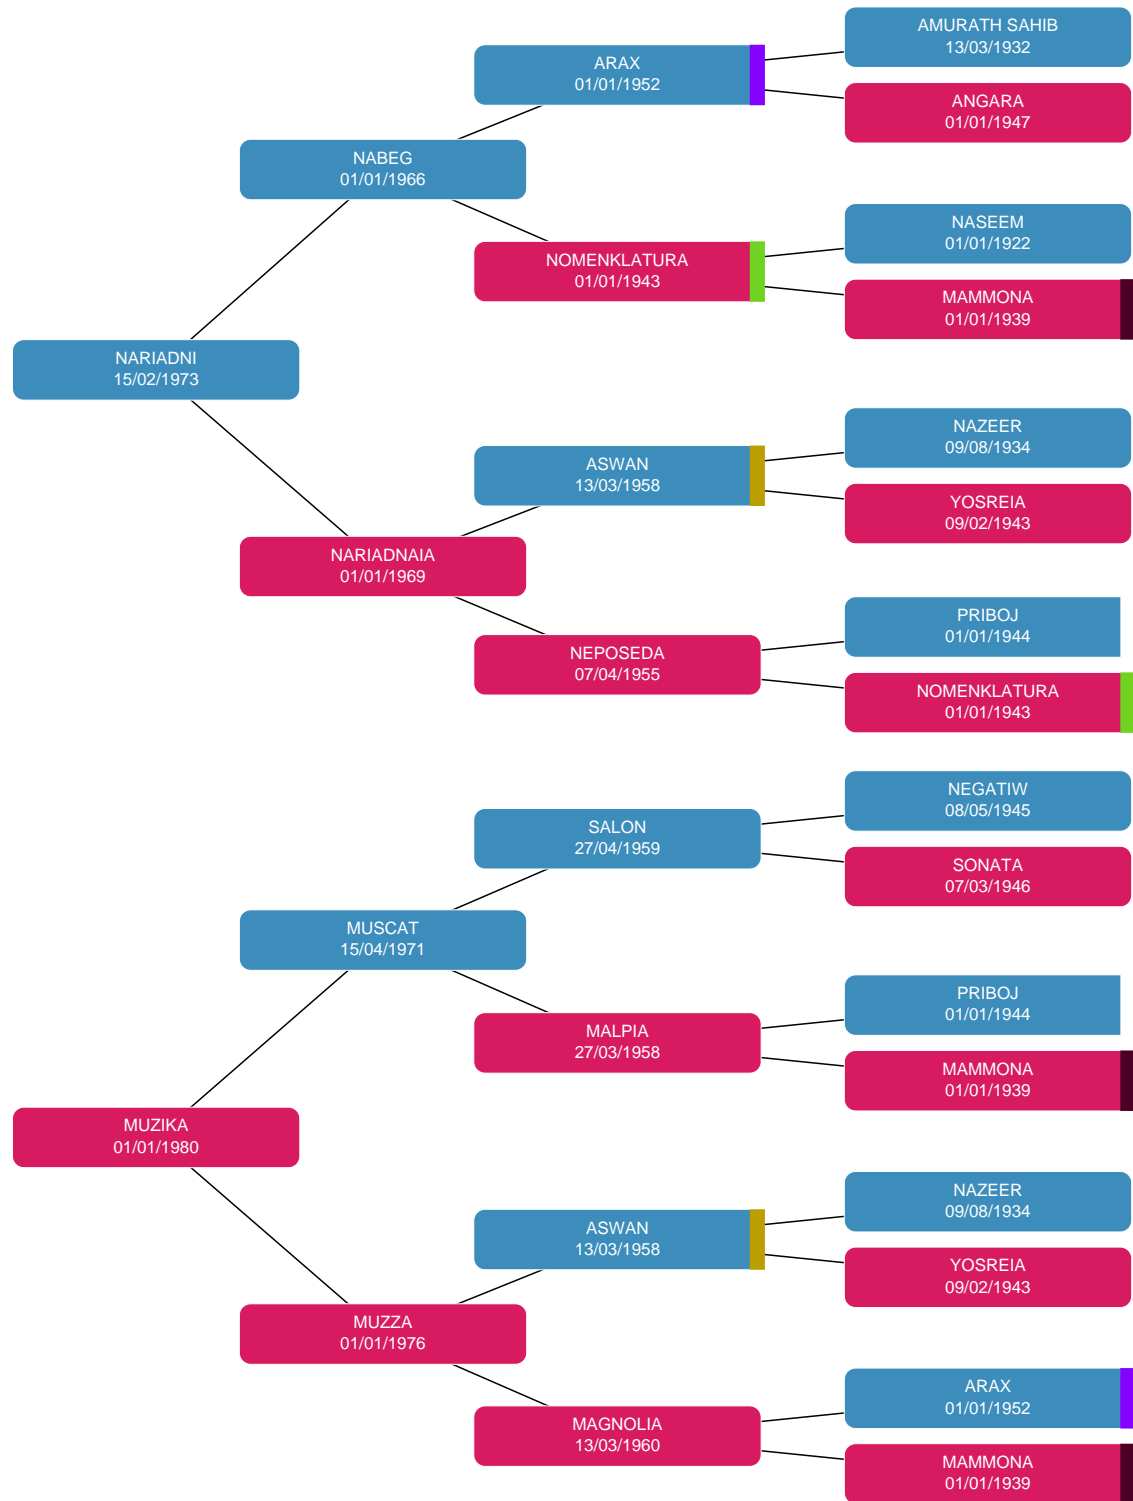 AMURATH SAHIB
13/03/1932
ARAX
01/01/1952
ANGARA
01/01/1947
NABEG
01/01/1966
NASEEM
01/01/1922
NOMENKLATURA
01/01/1943
MAMMONA
01/01/1939
NARIADNI
15/02/1973
NAZEER
09/08/1934
ASWAN
13/03/1958
YOSREIA
09/02/1943
NARIADNAIA
01/01/1969
PRIBOJ
01/01/1944
NEPOSEDA
07/04/1955
NOMENKLATURA
01/01/1943
NEGATIW
08/05/1945
SALON
27/04/1959
SONATA
07/03/1946
MUSCAT
15/04/1971
PRIBOJ
01/01/1944
MALPIA
27/03/1958
MAMMONA
01/01/1939
MUZIKA
01/01/1980
NAZEER
09/08/1934
ASWAN
13/03/1958
YOSREIA
09/02/1943
MUZZA
01/01/1976
ARAX
01/01/1952
MAGNOLIA
13/03/1960
MAMMONA
01/01/1939